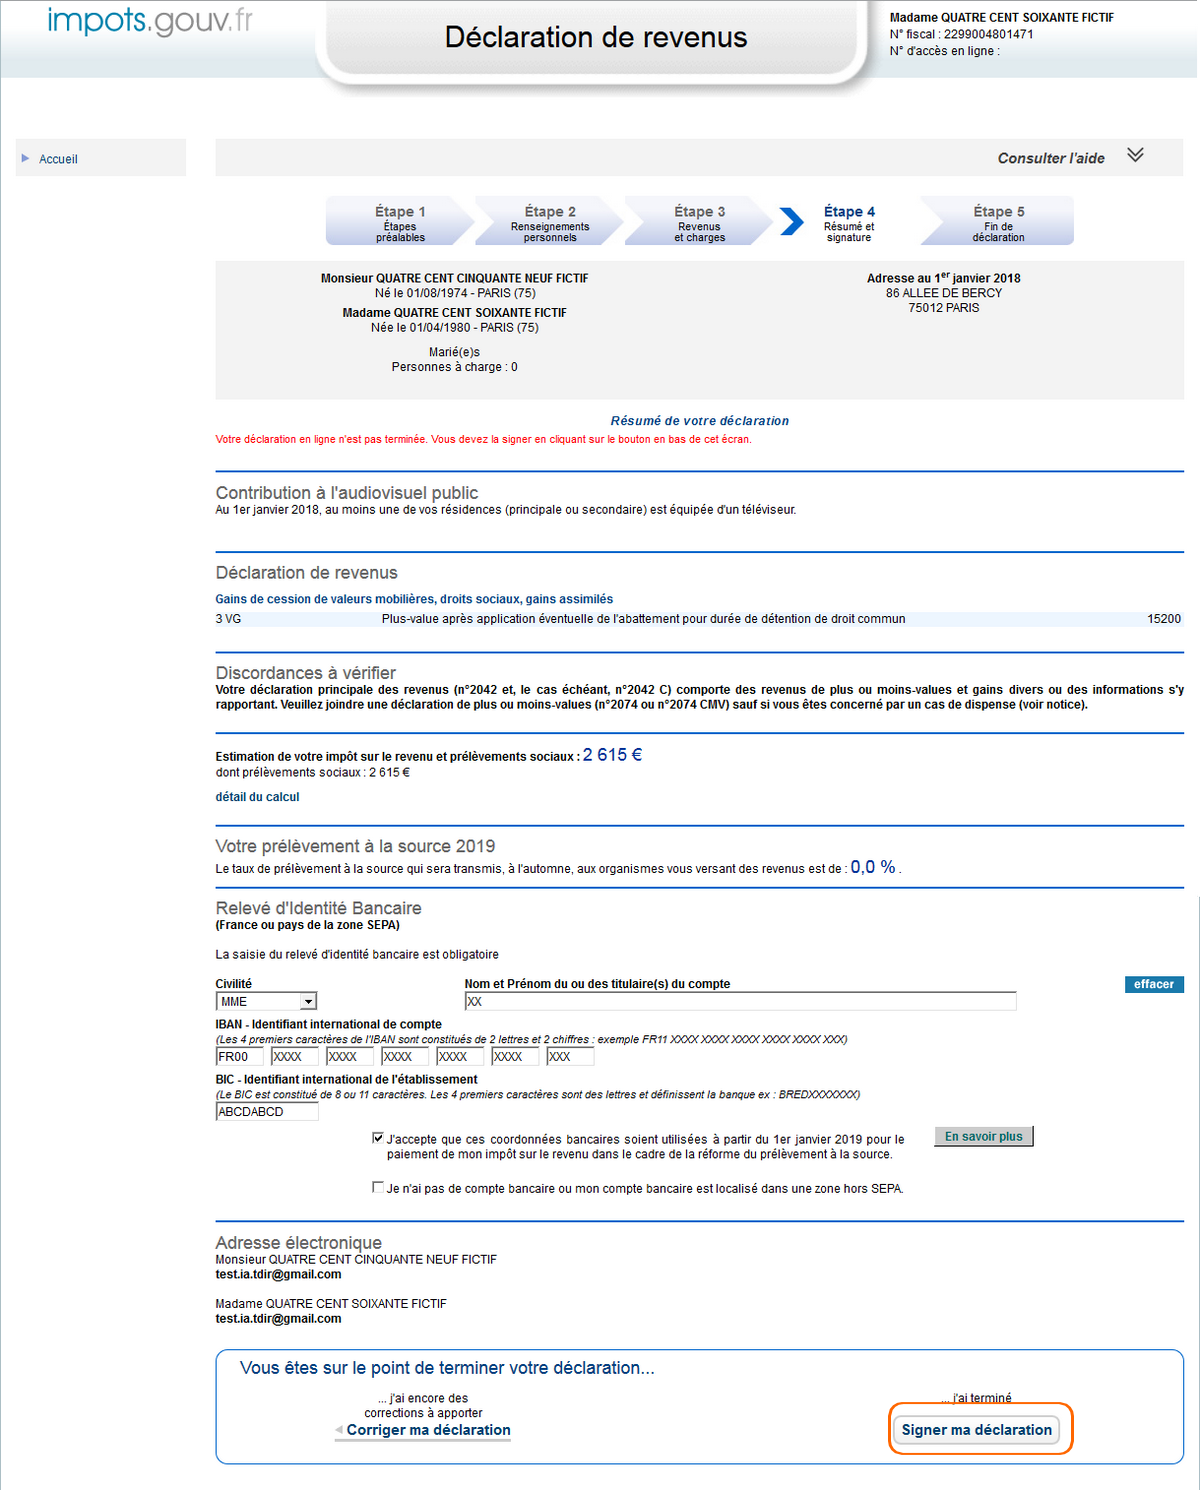 impots.gouv.fr
Déclaration de revenus
Madame QUATRE CENT SOIXANTE FICTIF
N° fiscal : 2299004801471
N° d'accès en ligne :
Accueil
Consulter l'aide
Étape 1
Étapes
préalables
Étape 2
Renseignements
personnels
Étape 3
Revenus
et charges
Étape 4
Résumé et
signature
Étape 5
Fin de
déclaration
Monsieur QUATRE CENT CINQUANTE NEUF FICTIF
Né le 01/08/1974 - PARIS (75)
Madame QUATRE CENT SOIXANTE FICTIF
Née le 01/04/1980 - PARIS (75)
Marié(e)s
Personnes à charge : 0
Adresse au 1er janvier 2018
86 ALLEE DE BERCY
75012 PARIS
Résumé de votre déclaration
Votre déclaration en ligne n'est pas terminée. Vous devez la signer en cliquant sur le bouton en bas de cet écran.
Contribution à l'audiovisuel public
Au 1er janvier 2018, au moins une de vos résidences (principale ou secondaire) est équipée d'un téléviseur.
Déclaration de revenus
Gains de cession de valeurs mobilières, droits sociaux, gains assimilés
3 VG Plus-value après application éventuelle de l'abattement pour durée de détention de droit commun 15200
Discordances à vérifier
Votre déclaration principale des revenus (n°2042 et, le cas échéant, n°2042 C) comporte des revenus de plus ou moins-values et gains divers ou des informations s'y
rapportant. Veuillez joindre une déclaration de plus ou moins-values (n°2074 ou n°2074 CMV) sauf si vous êtes concerné par un cas de dispense (voir notice).
Estimation de votre impôt sur le revenu et prélèvements sociaux : 2 615 €
dont prélèvements sociaux : 2 615 €
détail du calcul
Votre prélèvement à la source 2019
Le taux de prélèvement à la source qui sera transmis, à l'automne, aux organismes vous versant des revenus est de : 0,0 % .
Relevé d'Identité Bancaire
(France ou pays de la zone SEPA)
La saisie du relevé d'identité bancaire est obligatoire
Civilité Nom et Prénom du ou des titulaire(s) du compte effacer
MME XX
IBAN - Identifiant international de compte
(Les 4 premiers caractères de l'IBAN sont constitués de 2 lettres et 2 chiffres : exemple FR11 XXXX XXXX XXXX XXXX XXXX XXX)
FR00 XXXX XXXX XXXX XXXX XXXX XXX
BIC - Identifiant international de l'établissement
(Le BIC est constitué de 8 ou 11 caractères. Les 4 premiers caractères sont des lettres et définissent la banque ex : BREDXXXXXXX)
ABCDABCD
J'accepte que ces coordonnées bancaires soient utilisées à partir du 1er janvier 2019 pour le
paiement de mon impôt sur le revenu dans le cadre de la réforme du prélèvement à la source.
En savoir plus
Je n'ai pas de compte bancaire ou mon compte bancaire est localisé dans une zone hors SEPA.
Adresse électronique
Monsieur QUATRE CENT CINQUANTE NEUF FICTIF
test.ia.tdir@gmail.com
Madame QUATRE CENT SOIXANTE FICTIF
test.ia.tdir@gmail.com
Vous êtes sur le point de terminer votre déclaration...
... j'ai encore des
corrections à apporter
Corriger ma déclaration
... j'ai terminé
Signer ma déclaration